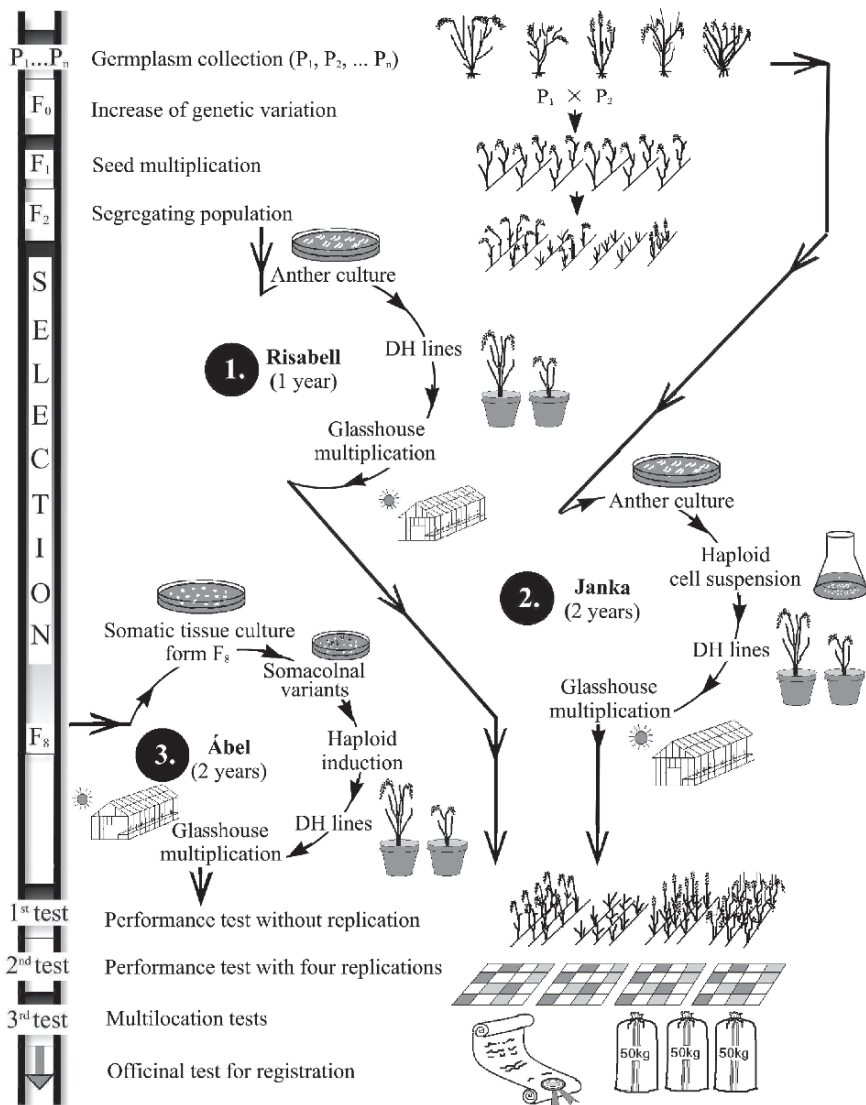 P₁...Pₙ
Germplasm collection (P₁, P₂, ... Pₙ)
P₁ × P₂
F₀
Increase of genetic variation
F₁
Seed multiplication
F₂
Segregating population
SELECTION
Anther culture
DH lines
1. Risabell
(1 year)
Glasshouse
multiplication
Anther culture
Haploid
cell suspension
2. Janka
(2 years)
DH lines
Glasshouse
multiplication
Somatic tissue culture
form F₈
Somacolnal
variants
F₈
3. Ábel
(2 years)
Haploid
induction
DH lines
Glasshouse
multiplication
1st test
Performance test without replication
2nd test
Performance test with four replications
3rd test
Multilocation tests
50kg
50kg
50kg
Officinal test for registration